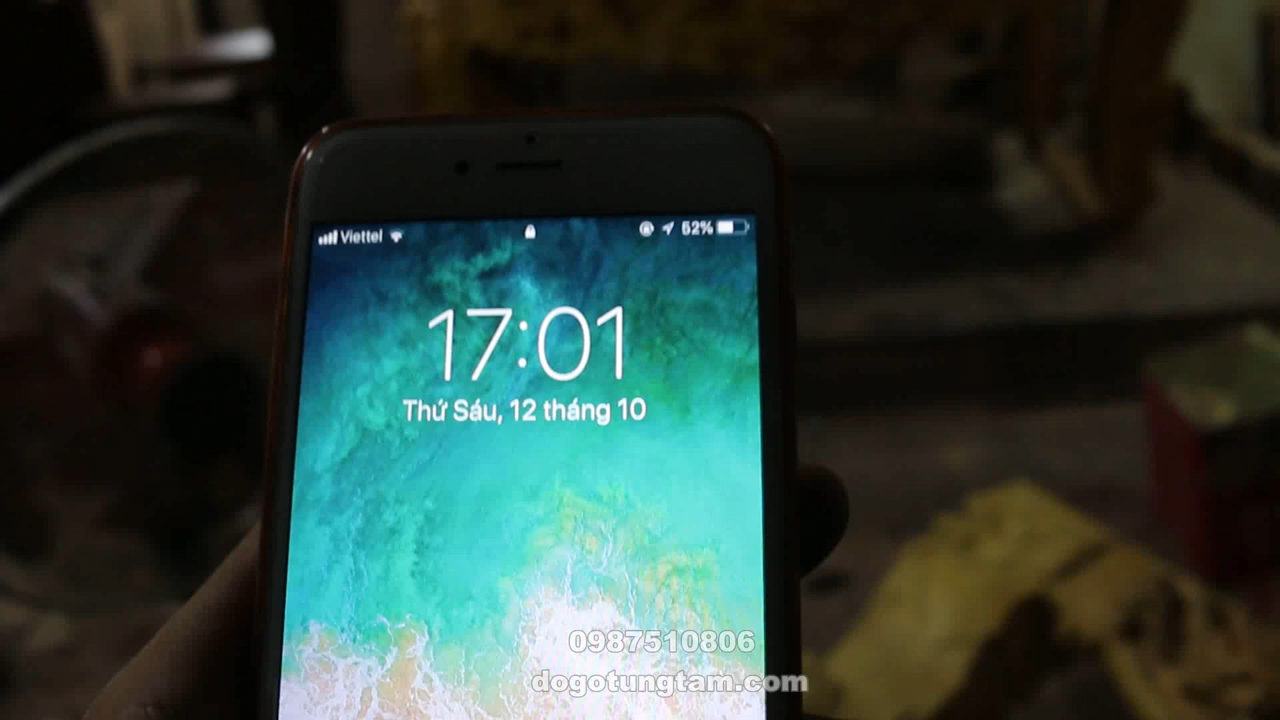 Viettel 52%
17:01
Thứ Sáu, 12 tháng 10
0987510806
dogotungtam.com